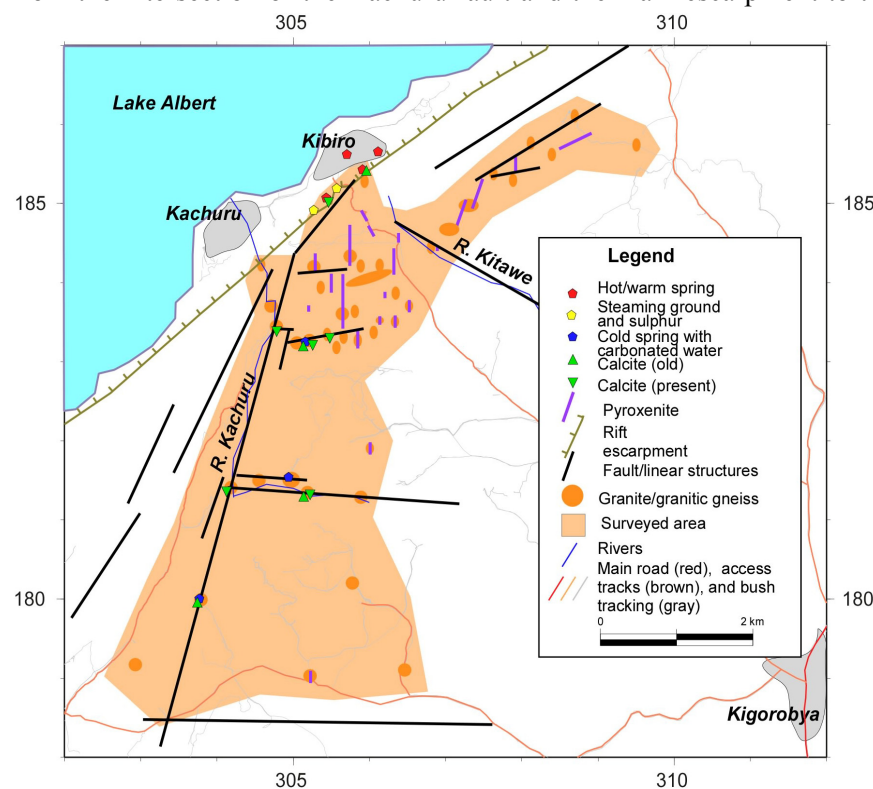 305
310
Lake Albert
Kibiro
185
185
Kachuru
R. Kitawe
Legend
Hot/warm spring
Steaming ground
and sulphur
Cold spring with
carbonated water
Calcite (old)
Calcite (present)
Pyroxenite
Rift
escarpment
Fault/linear structures
Granite/granitic gneiss
Surveyed area
Rivers
Main road (red), access
tracks (brown), and bush
tracking (gray)
0
2 km
R. Kachuru
180
180
Kigorobya
305
310